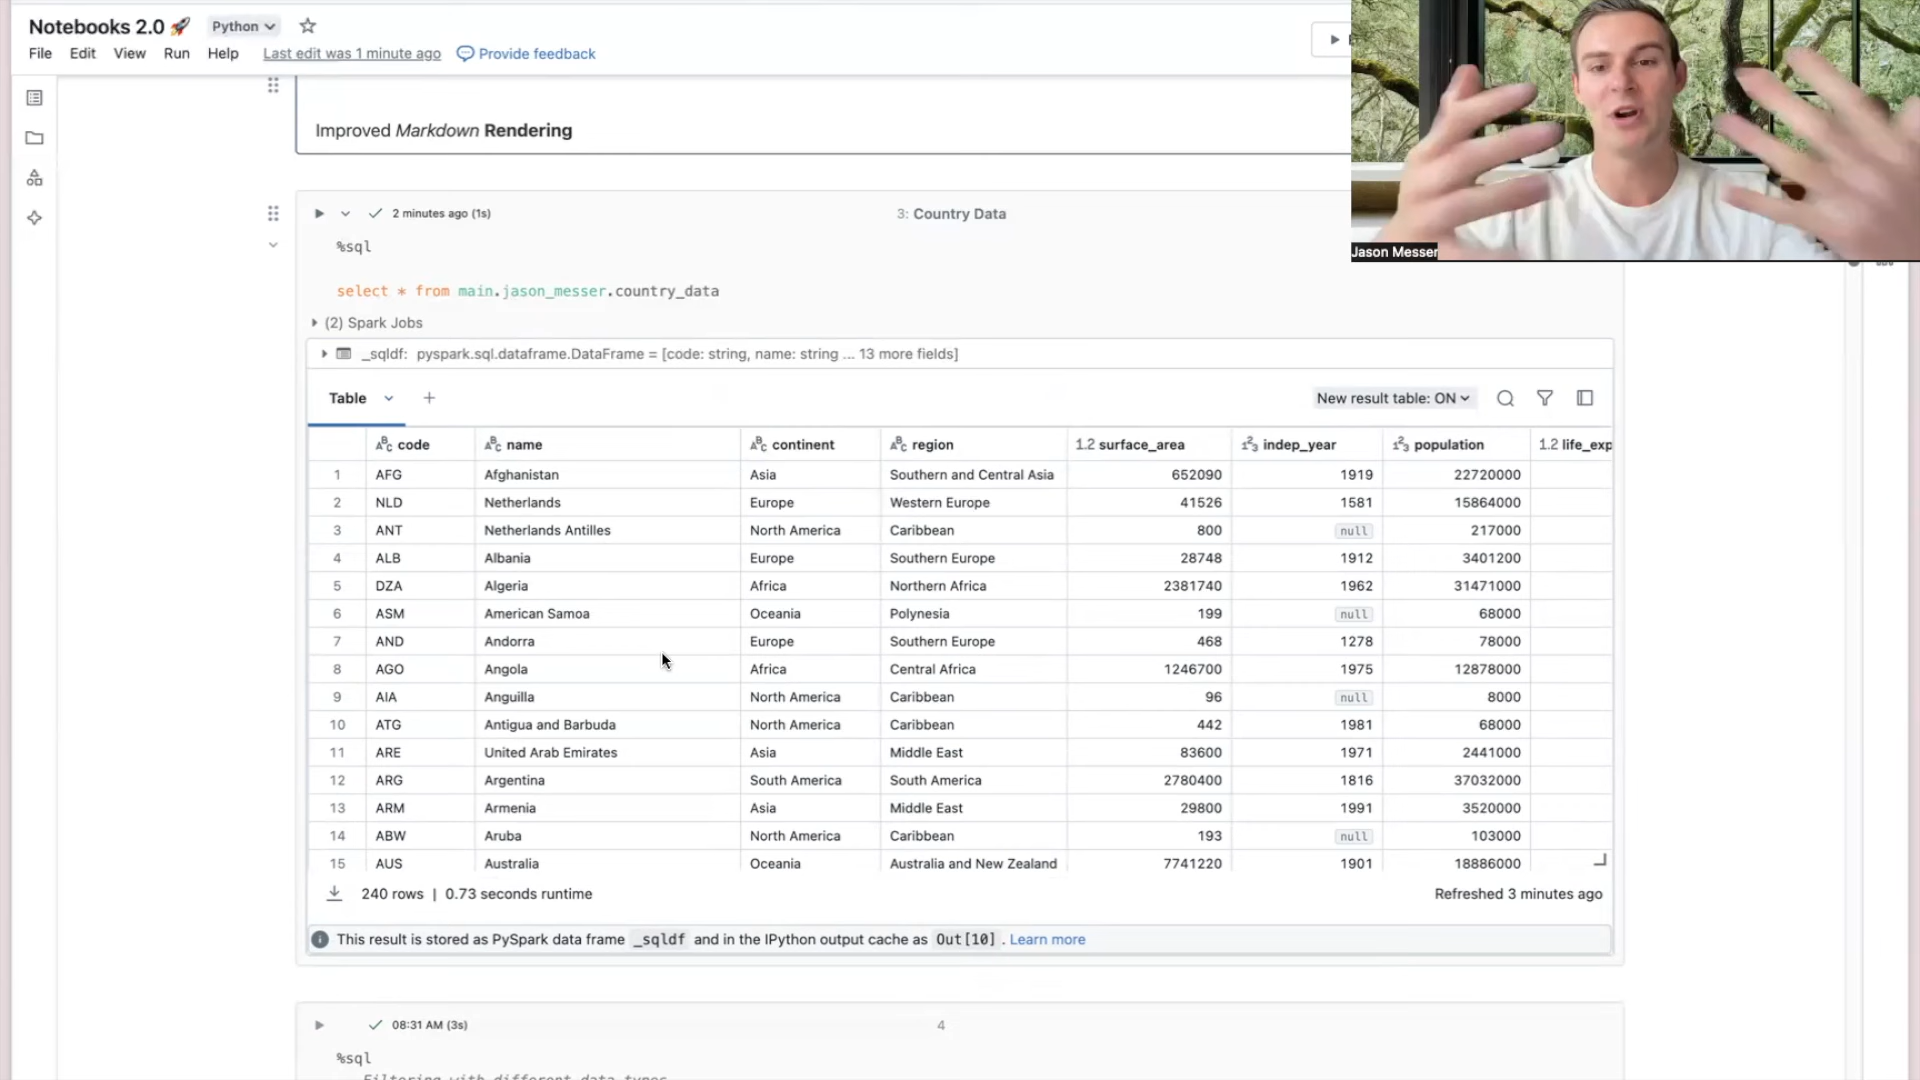 Notebooks 2.0 🚀 Python
File Edit View Run Help Last edit was 1 minute ago Provide feedback
Improved Markdown Rendering
2 minutes ago (1s) 3: Country Data
Jason Messer
%sql
select * from main.jason_messer.country_data
(2) Spark Jobs
_sqldf: pyspark.sql.dataframe.DataFrame = [code: string, name: string ... 13 more fields]
Table + New result table: ON
code name continent region 1.2 surface_area indep_year population 1.2 life_exp
1 AFG Afghanistan Asia Southern and Central Asia 652090 1919 22720000
2 NLD Netherlands Europe Western Europe 41526 1581 15864000
3 ANT Netherlands Antilles North America Caribbean 800 null 217000
4 ALB Albania Europe Southern Europe 28748 1912 3401200
5 DZA Algeria Africa Northern Africa 2381740 1962 31471000
6 ASM American Samoa Oceania Polynesia 199 null 68000
7 AND Andorra Europe Southern Europe 468 1278 78000
8 AGO Angola Africa Central Africa 1246700 1975 12878000
9 AIA Anguilla North America Caribbean 96 null 8000
10 ATG Antigua and Barbuda North America Caribbean 442 1981 68000
11 ARE United Arab Emirates Asia Middle East 83600 1971 2441000
12 ARG Argentina South America South America 2780400 1816 37032000
13 ARM Armenia Asia Middle East 29800 1991 3520000
14 ABW Aruba North America Caribbean 193 null 103000
15 AUS Australia Oceania Australia and New Zealand 7741220 1901 18886000
240 rows | 0.73 seconds runtime Refreshed 3 minutes ago
This result is stored as PySpark data frame _sqldf and in the IPython output cache as Out[10] . Learn more
08:31 AM (3s) 4
%sql
Filtering with different data types